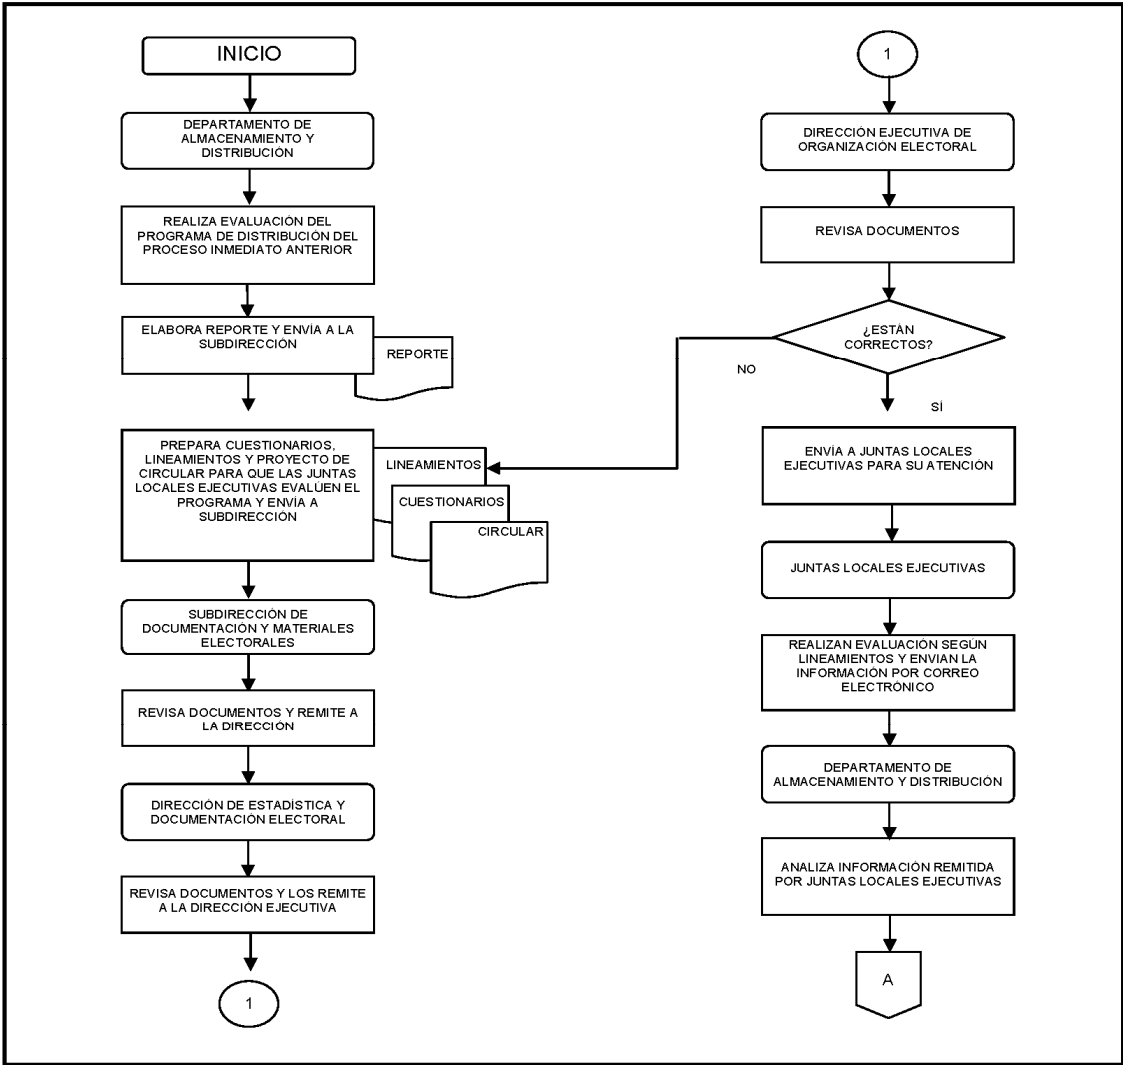 INICIO
DEPARTAMENTO DE
ALMACENAMIENTO Y
DISTRIBUCIÓN
REALIZA EVALUACIÓN DEL
PROGRAMA DE DISTRIBUCIÓN DEL
PROCESO INMEDIATO ANTERIOR
ELABORA REPORTE Y ENVÍA A LA
SUBDIRECCIÓN
REPORTE
PREPARA CUESTIONARIOS,
LINEAMIENTOS Y PROYECTO DE
CIRCULAR PARA QUE LAS JUNTAS
LOCALES EJECUTIVAS EVALÚEN EL
PROGRAMA Y ENVÍA A
SUBDIRECCIÓN
LINEAMIENTOS
CUESTIONARIOS
CIRCULAR
SUBDIRECCIÓN DE
DOCUMENTACIÓN Y MATERIALES
ELECTORALES
REVISA DOCUMENTOS Y REMITE A
LA DIRECCIÓN
DIRECCIÓN DE ESTADÍSTICA Y
DOCUMENTACIÓN ELECTORAL
REVISA DOCUMENTOS Y LOS REMITE
A LA DIRECCIÓN EJECUTIVA
1
1
DIRECCIÓN EJECUTIVA DE
ORGANIZACIÓN ELECTORAL
REVISA DOCUMENTOS
¿ESTÁN
CORRECTOS?
NO
SÍ
ENVÍA A JUNTAS LOCALES
EJECUTIVAS PARA SU ATENCIÓN
JUNTAS LOCALES EJECUTIVAS
REALIZAN EVALUACIÓN SEGÚN
LINEAMIENTOS Y ENVIAN LA
INFORMACIÓN POR CORREO
ELECTRÓNICO
DEPARTAMENTO DE
ALMACENAMIENTO Y DISTRIBUCIÓN
ANALIZA INFORMACIÓN REMITIDA
POR JUNTAS LOCALES EJECUTIVAS
A